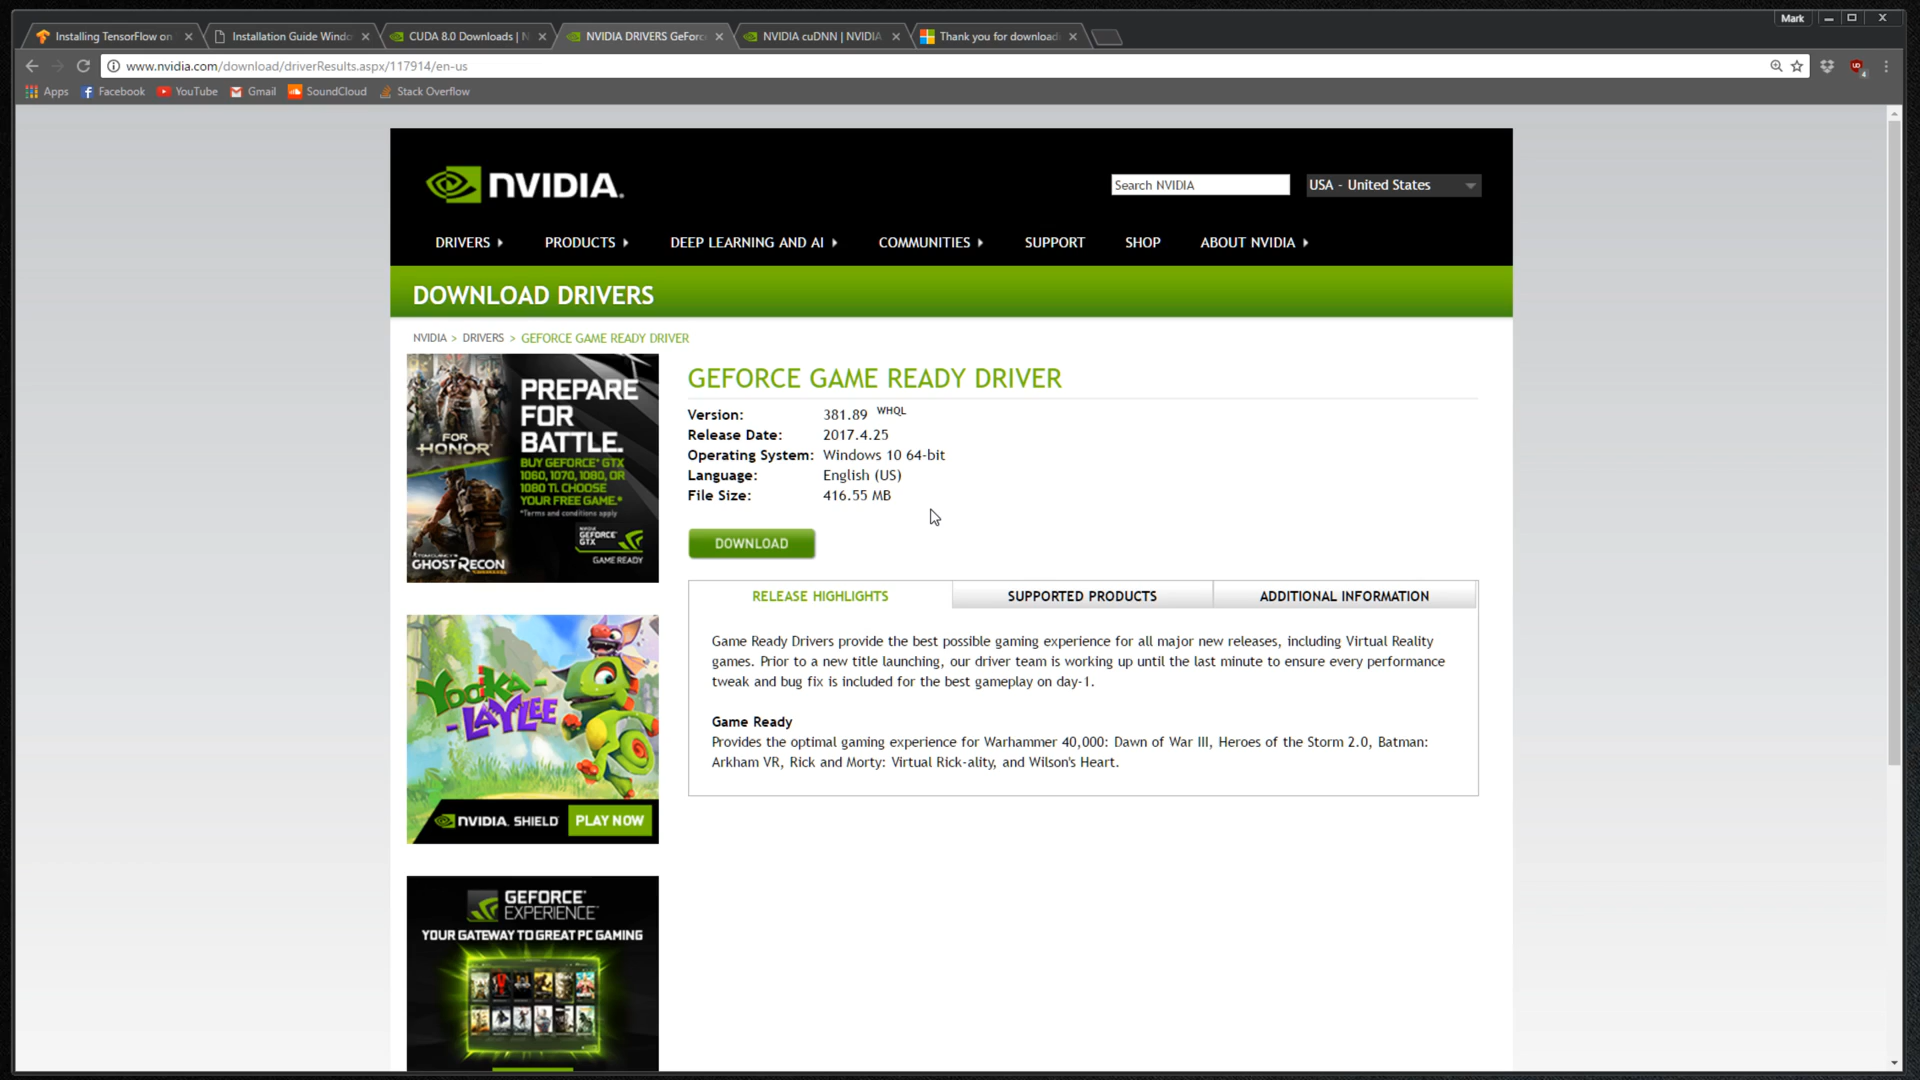 Mark
Installing TensorFlow on
Installation Guide Windo
CUDA 8.0 Downloads | N
NVIDIA DRIVERS GeForc
NVIDIA cuDNN | NVIDIA
Thank you for download
www.nvidia.com/download/driverResults.aspx/117914/en-us
Apps
Facebook
YouTube
Gmail
SoundCloud
Stack Overflow
NVIDIA.
Search NVIDIA
USA - United States
DRIVERS
PRODUCTS
DEEP LEARNING AND AI
COMMUNITIES
SUPPORT
SHOP
ABOUT NVIDIA
DOWNLOAD DRIVERS
NVIDIA > DRIVERS > GEFORCE GAME READY DRIVER
PREPARE
FOR
BATTLE.
FOR
HONOR
BUY GEFORCE® GTX
1060, 1070, 1080, OR
1080 TI. CHOOSE
YOUR FREE GAME.*
*Terms and conditions apply
NVIDIA
GEFORCE
GTX
GAME READY
GHOST RECON
GEFORCE GAME READY DRIVER
Version: 381.89 WHQL
Release Date: 2017.4.25
Operating System: Windows 10 64-bit
Language: English (US)
File Size: 416.55 MB
DOWNLOAD
RELEASE HIGHLIGHTS
SUPPORTED PRODUCTS
ADDITIONAL INFORMATION
Game Ready Drivers provide the best possible gaming experience for all major new releases, including Virtual Reality
games. Prior to a new title launching, our driver team is working up until the last minute to ensure every performance
tweak and bug fix is included for the best gameplay on day-1.
Game Ready
Provides the optimal gaming experience for Warhammer 40,000: Dawn of War III, Heroes of the Storm 2.0, Batman:
Arkham VR, Rick and Morty: Virtual Rick-ality, and Wilson's Heart.
YOOKA-
-LAYLEE
NVIDIA. SHIELD
PLAY NOW
GEFORCE®
EXPERIENCE™
YOUR GATEWAY TO GREAT PC GAMING